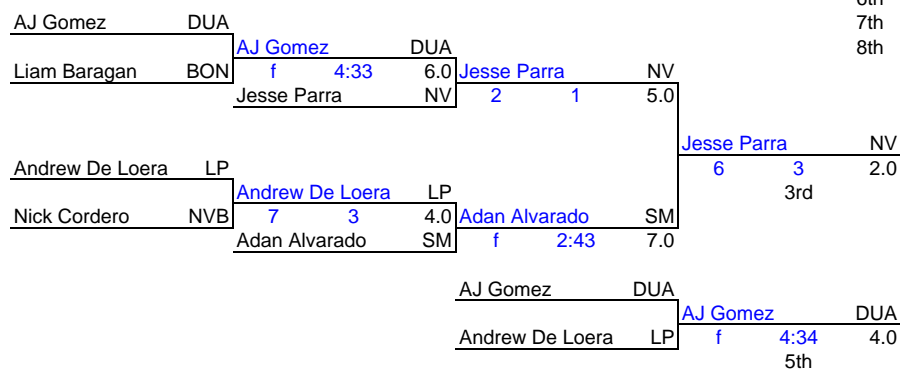 6th
AJ Gomez DUA 7th
AJ Gomez DUA 8th
Liam Baragan BON f 4:33 6.0 Jesse Parra NV
Jesse Parra NV 2 1 5.0
Jesse Parra NV
Andrew De Loera LP 6 3 2.0
Andrew De Loera LP 3rd
Nick Cordero NVB 7 3 4.0 Adan Alvarado SM
Adan Alvarado SM f 2:43 7.0
AJ Gomez DUA
AJ Gomez DUA
Andrew De Loera LP f 4:34 4.0
5th